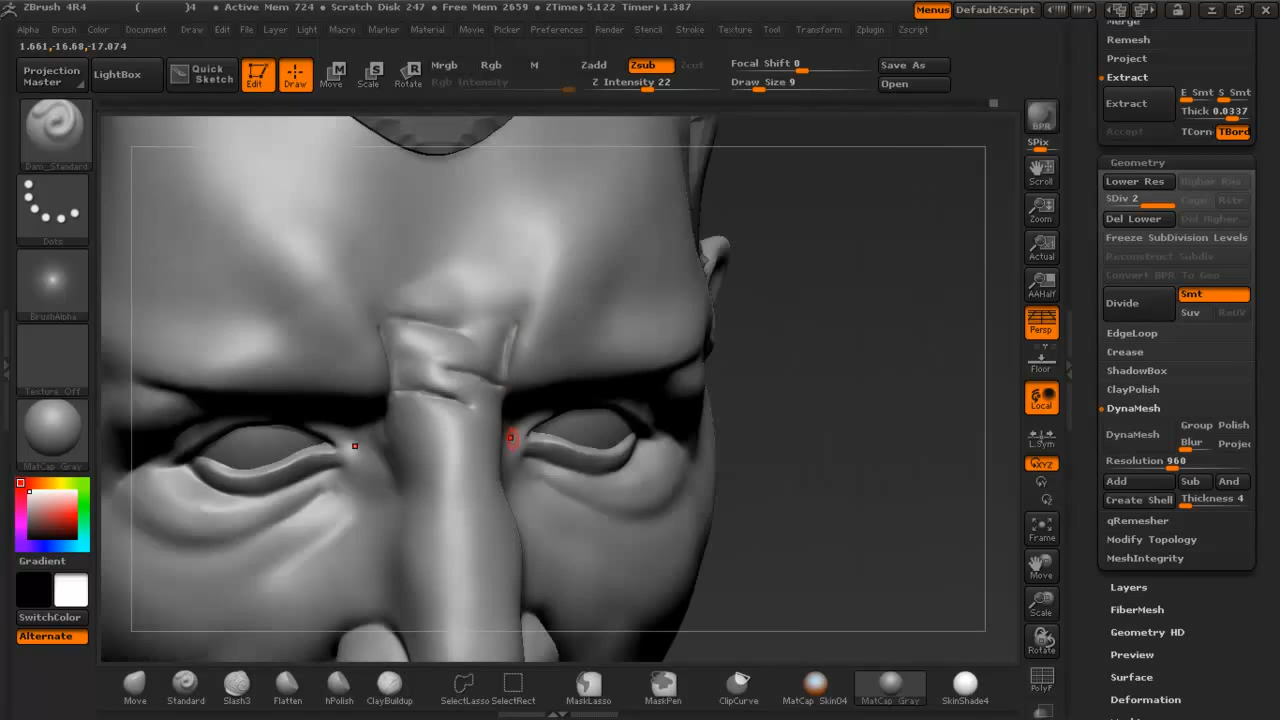 ZBrush 4R4 ( )4 • Active Mem 724 • Scratch Disk 247 • Free Mem 2659 • ZTime▸5.122 Timer▸1.387 Menus DefaultZScript
Alpha Brush Color Document Draw Edit File Layer Light Macro Marker Material Movie Picker Preferences Render Stencil Stroke Texture Tool Transform Zplugin Zscript
1.661,-16.68,-17.074
Projection Master
LightBox
Quick Sketch
Edit
Draw
Move
Scale
Rotate
Mrgb Rgb M
Rgb Intensity
Zadd Zsub Zcut
Z Intensity 22
Focal Shift 0
Draw Size 9
Save As
Open
Dam_Standard
Dots
BrushAlpha
Texture Off
MatCap Gray
Gradient
SwitchColor
Alternate
BPR
SPix
Scroll
Zoom
Actual
AAHalf
Persp
Floor
Local
L.Sym
XYZ
Frame
Move
Scale
Rotate
PolyF
Merge
Remesh
Project
Extract
Extract E Smt S Smt
Thick 0.0337
Accept TCorn TBord
Geometry
Lower Res Higher Res
SDiv 2 Cage Rstr
Del Lower Del Higher
Freeze SubDivision Levels
Reconstruct Subdiv
Convert BPR To Geo
Divide Smt
Suv ReUV
EdgeLoop
Crease
ShadowBox
ClayPolish
DynaMesh
Group Polish
DynaMesh Blur Projec
Resolution 960
Add Sub And
Create Shell Thickness 4
qRemesher
Modify Topology
MeshIntegrity
Layers
FiberMesh
Geometry HD
Preview
Surface
Deformation
Move Standard Slash3 Flatten hPolish ClayBuildup SelectLasso SelectRect MaskLasso MaskPen ClipCurve MatCap Skin04 MatCap Gray SkinShade4